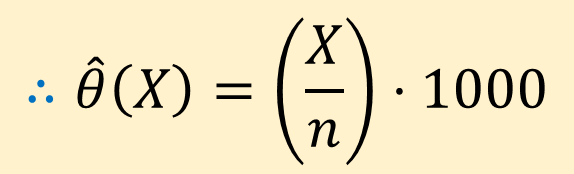 ∴ θ̂(X) = (X/n) · 1000